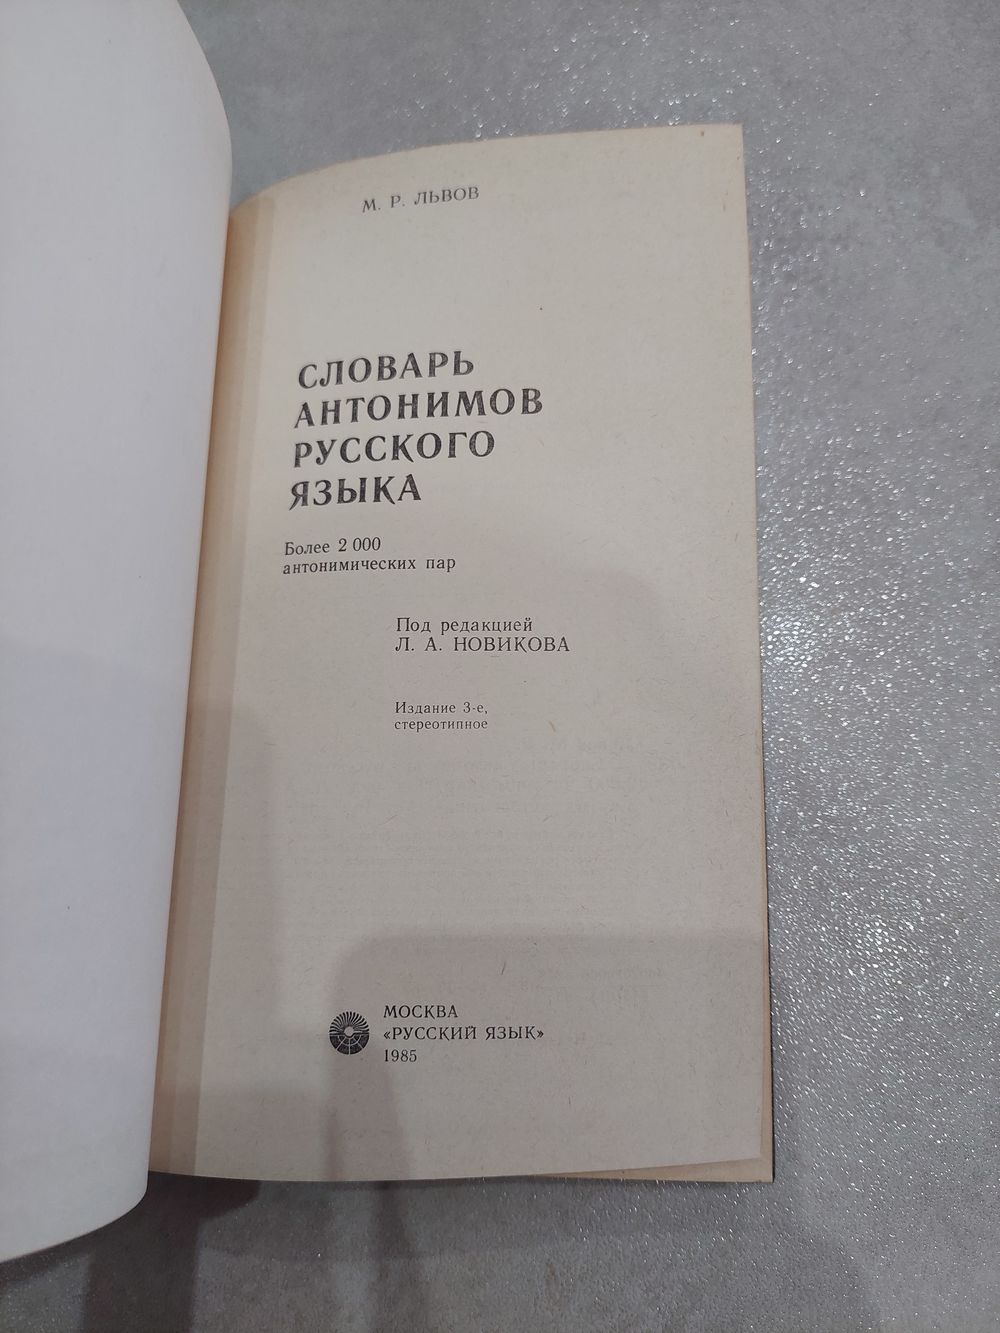 М. Р. ЛЬВОВ
СЛОВАРЬ
АНТОНИМОВ
РУССКОГО
ЯЗЫКА
Более 2 000
антонимических пар
Под редакцией
Л. А. НОВИКОВА
Издание 3-е,
стереотипное
МОСКВА
«РУССКИЙ ЯЗЫК»
1985